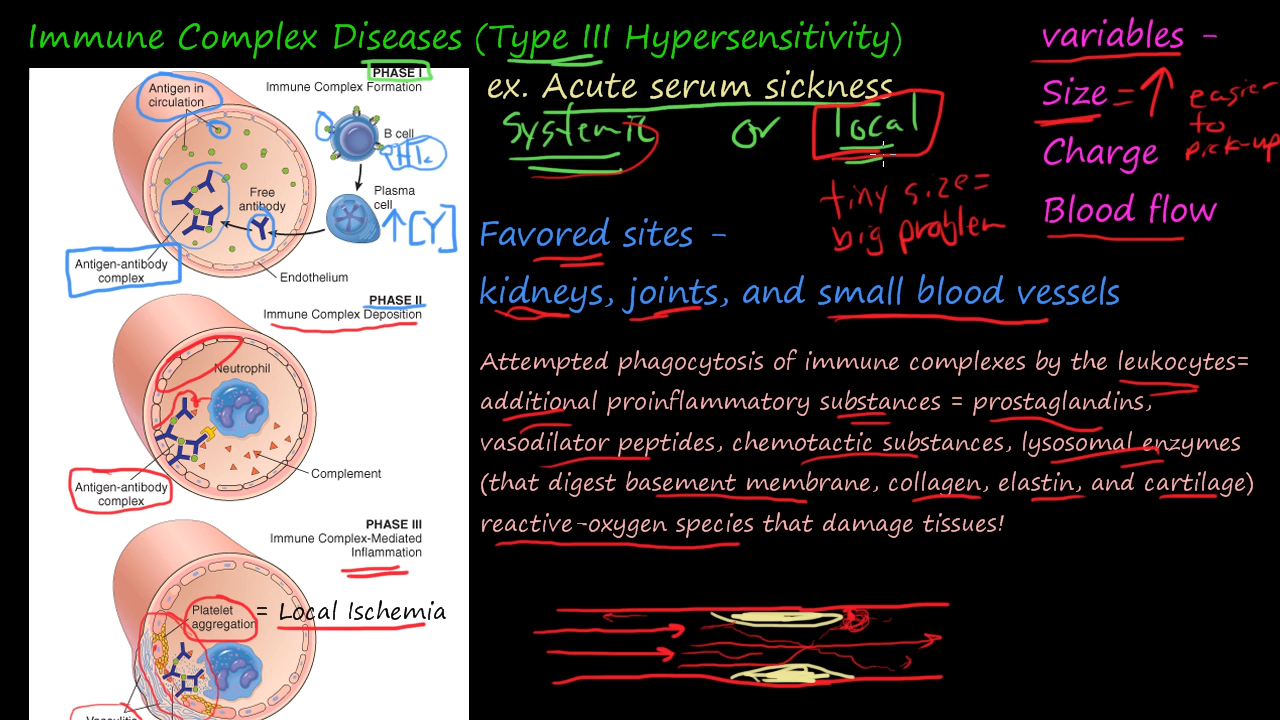 Immune Complex Diseases (Type III Hypersensitivity)
ex. Acute serum sickness
Systemic or local
tiny size =
big problem
variables -
Size = ↑ easier
to
pick-up
Charge
Blood flow
Favored sites -
kidneys, joints, and small blood vessels
Attempted phagocytosis of immune complexes by the leukocytes=
additional proinflammatory substances = prostaglandins,
vasodilator peptides, chemotactic substances, lysosomal enzymes
(that digest basement membrane, collagen, elastin, and cartilage)
reactive-oxygen species that damage tissues!
PHASE I
Immune Complex Formation
Antigen in
circulation
B cell
Plasma
cell
↑[Y]
Free
antibody
Antigen-antibody
complex
Endothelium
PHASE II
Immune Complex Deposition
Neutrophil
Complement
Antigen-antibody
complex
PHASE III
Immune Complex-Mediated
Inflammation
Platelet
aggregation
= Local Ischemia